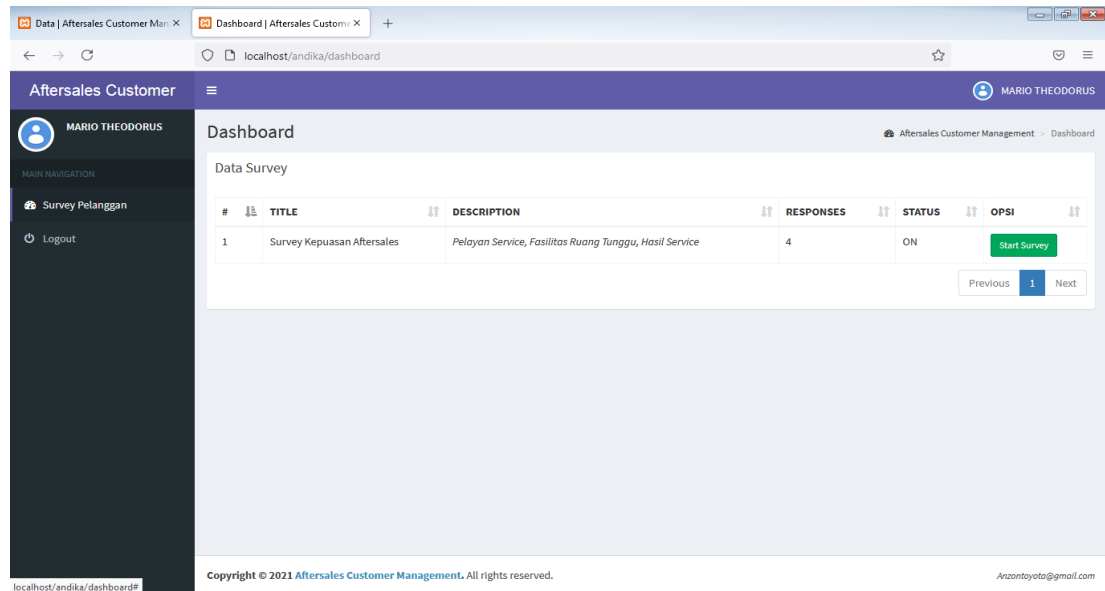 Data | Aftersales Customer Man
Dashboard | Aftersales Custome
localhost/andika/dashboard
Aftersales Customer
MARIO THEODORUS
MARIO THEODORUS
Dashboard
Aftersales Customer Management > Dashboard
MAIN NAVIGATION
Survey Pelanggan
Logout
Data Survey
# TITLE DESCRIPTION RESPONSES STATUS OPSI
1 Survey Kepuasan Aftersales Pelayan Service, Fasilitas Ruang Tunggu, Hasil Service 4 ON Start Survey
Previous 1 Next
Copyright © 2021 Aftersales Customer Management. All rights reserved.
Anzontoyota@gmail.com
localhost/andika/dashboard#